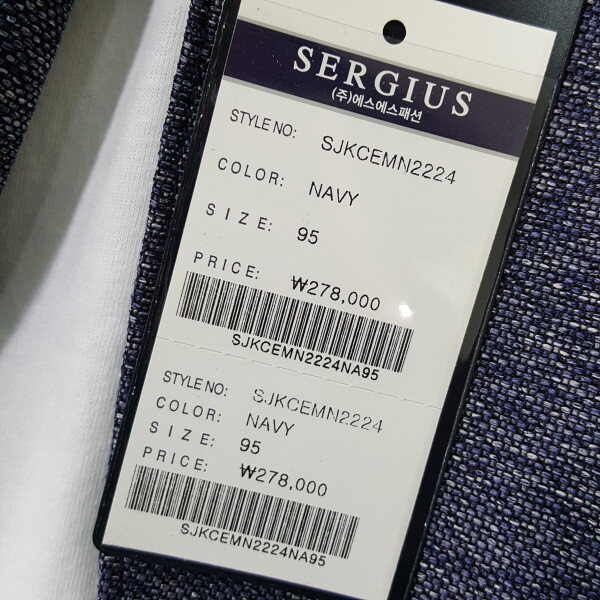 SERGIUS
(주)에스에스패션
STYLE NO: SJKCEMN2224
COLOR: NAVY
SIZE: 95
PRICE: ₩278,000
SJKCEMN2224NA95
STYLE NO: SJKCEMN2224
COLOR: NAVY
SIZE: 95
PRICE: ₩278,000
SJKCEMN2224NA95